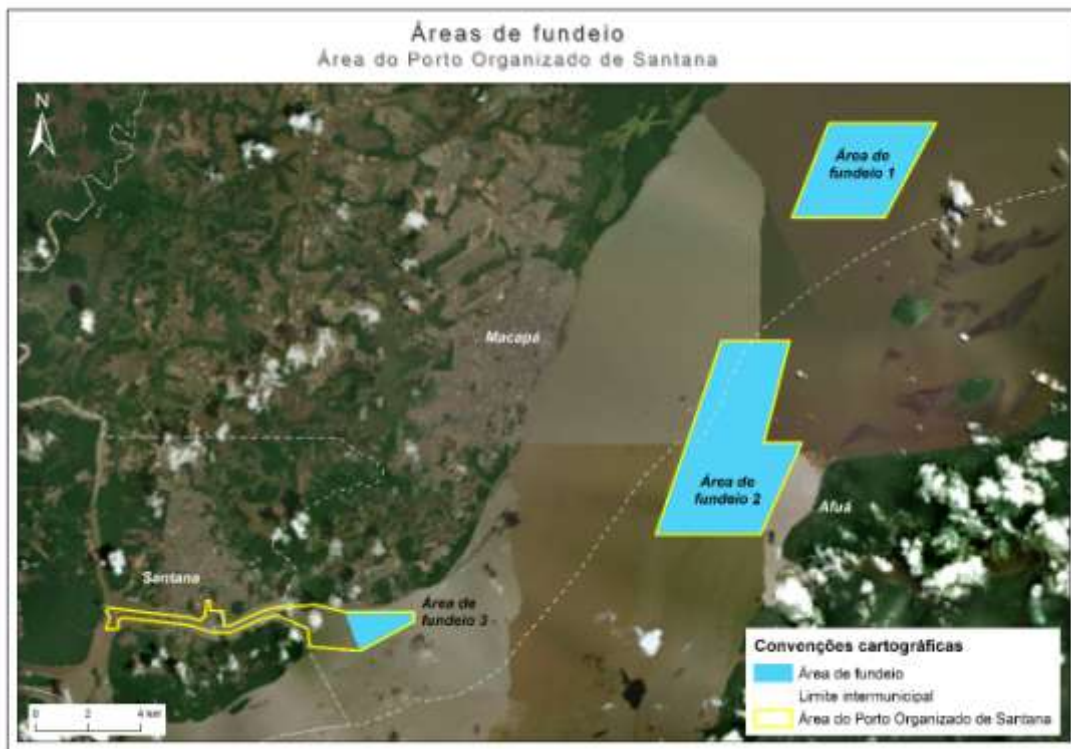 Áreas de fundeio
Área do Porto Organizado de Santana
N
Área de
fundeio 1
Macapá
Área de
fundeio 2
Afuá
Santana
Área de
fundeio 3
Convenções cartográficas
Área de fundeio
Limite intermunicipal
Área do Porto Organizado de Santana
0 2 4 km